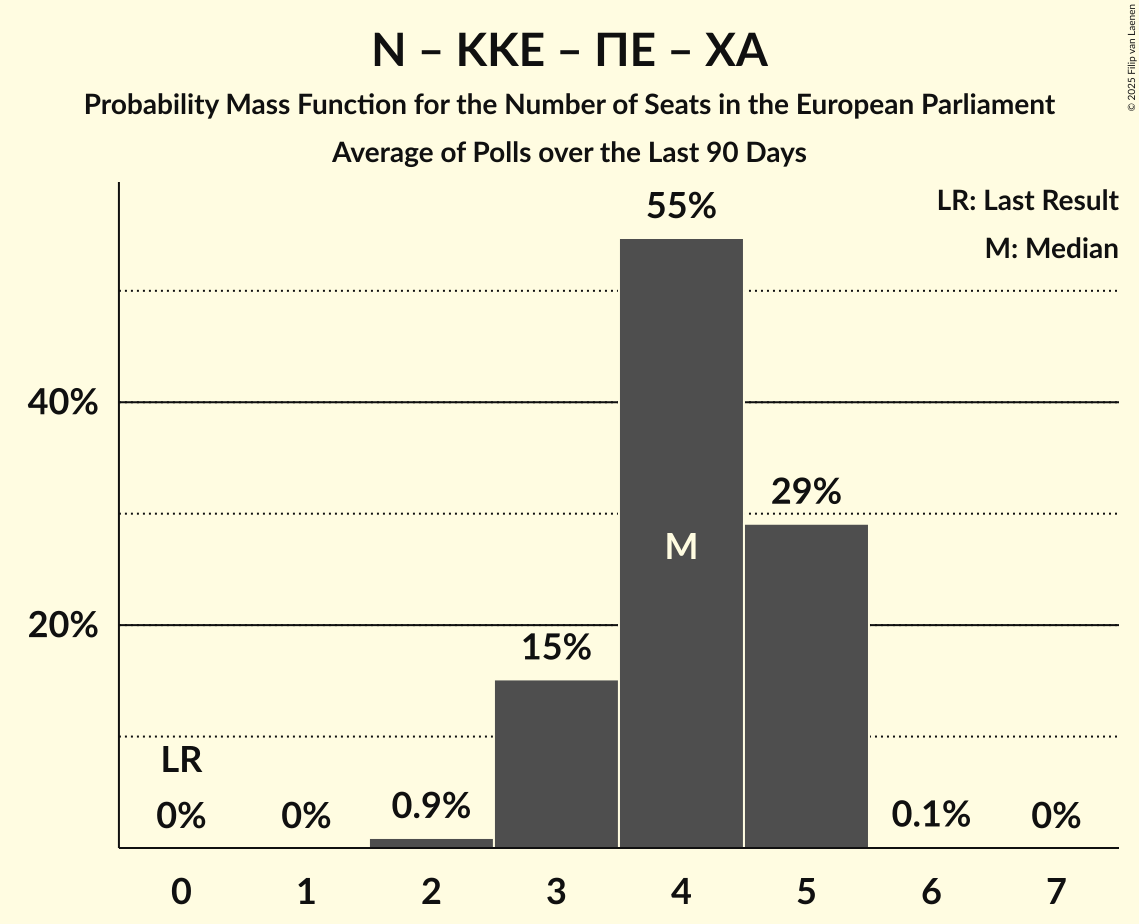 Ν – ΚΚΕ – ΠΕ – ΧΑ
Probability Mass Function for the Number of Seats in the European Parliament
Average of Polls over the Last 90 Days
© 2025 Filip van Laenen
LR: Last Result
M: Median
55%
40%
29%
M
20%
15%
LR
0%
0%
0.9%
0.1%
0%
0 1 2 3 4 5 6 7